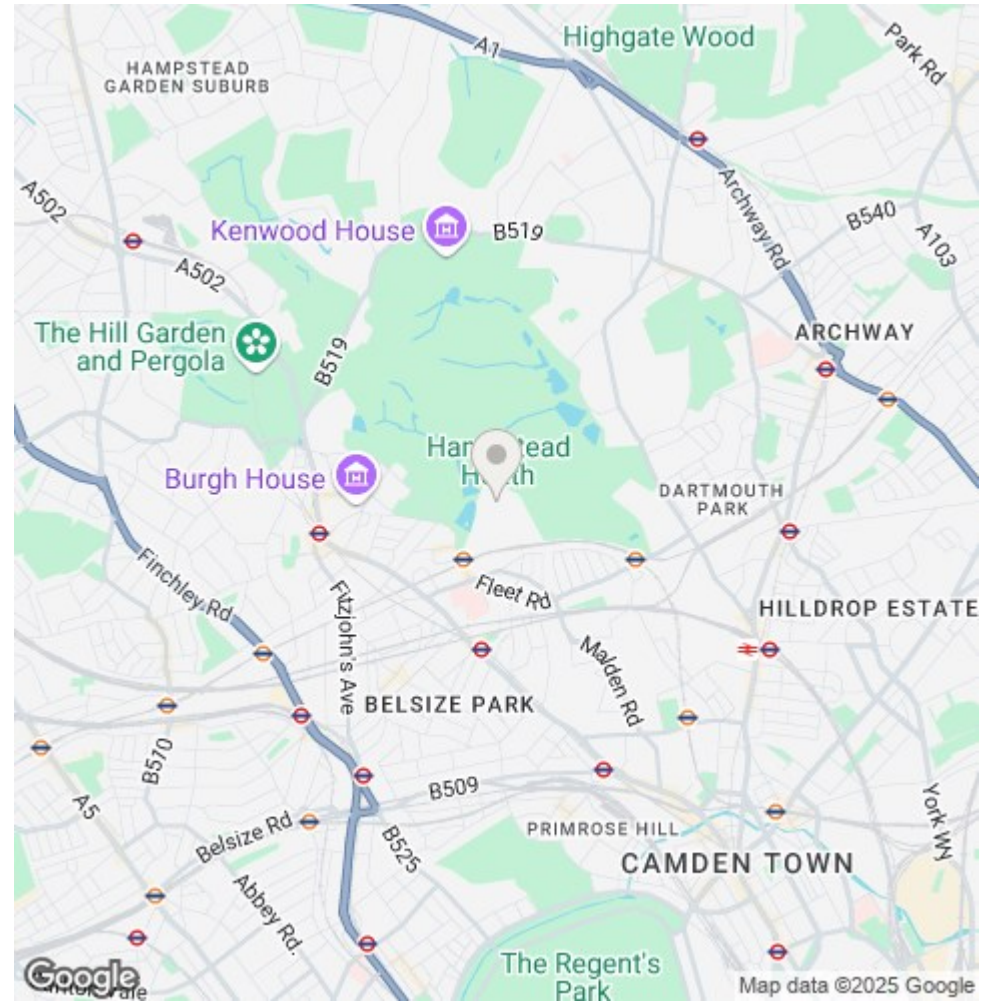 Highgate Wood
A1
Park Rd
HAMPSTEAD
GARDEN SUBURB
Archway Rd
A502
B540
A103
Kenwood House
B519
A502
The Hill Garden
and Pergola
B519
ARCHWAY
Hampstead
Burgh House
DARTMOUTH
PARK
Finchley Rd
Fitzjohn's Ave
Fleet Rd
HILLDROP ESTATE
Malden Rd
BELSIZE PARK
B510
B509
A5
Belsize Rd
B525
PRIMROSE HILL
York Wy
CAMDEN TOWN
Abbey Rd.
The Regent's
Park
Google
Map data ©2025 Google